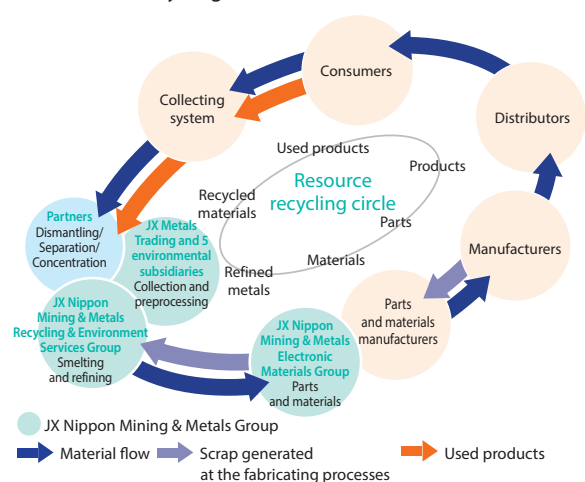 Consumers
Collecting
system
Distributors
Used products
Products
Resource
recycling circle
Recycled
materials
Parts
Partners
Dismantling/
Separation/
Concentration
JX Metals
Trading and 5
environmental
subsidiaries
Collection and
preprocessing
Materials
Refined
metals
Manufacturers
Parts
and materials
manufacturers
JX Nippon
Mining & Metals
Recycling & Environment
Services Group
Smelting
and refining
JX Nippon
Mining & Metals
Electronic
Materials Group
Parts
and materials
JX Nippon Mining & Metals Group
Material flow
Scrap generated
at the fabricating processes
Used products